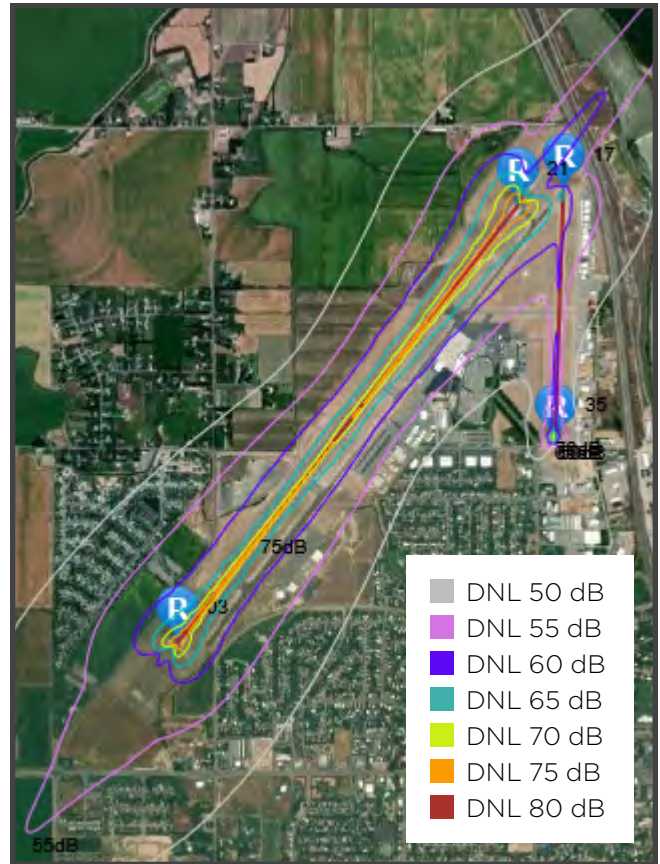 R
R
17
21
R
35
75dB
R
03
DNL 50 dB
DNL 55 dB
DNL 60 dB
DNL 65 dB
DNL 70 dB
DNL 75 dB
DNL 80 dB
55dB